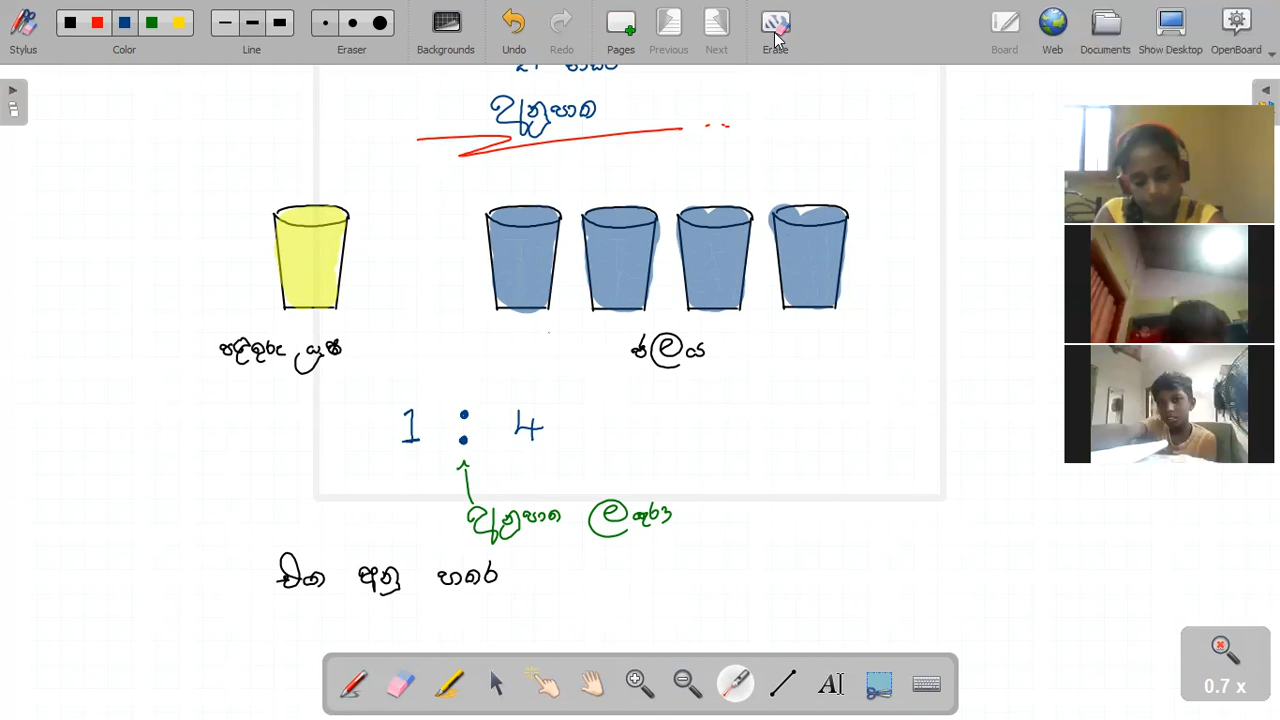 Stylus Color Line Eraser Backgrounds Undo Redo Pages Previous Next Erase Board Web Documents Show Desktop OpenBoard
අනුපාත
දෙහිගුරු යුෂ
ජලය
1 : 4
අනුපාත ලකුණ
එක අනු හතර
0.7 x